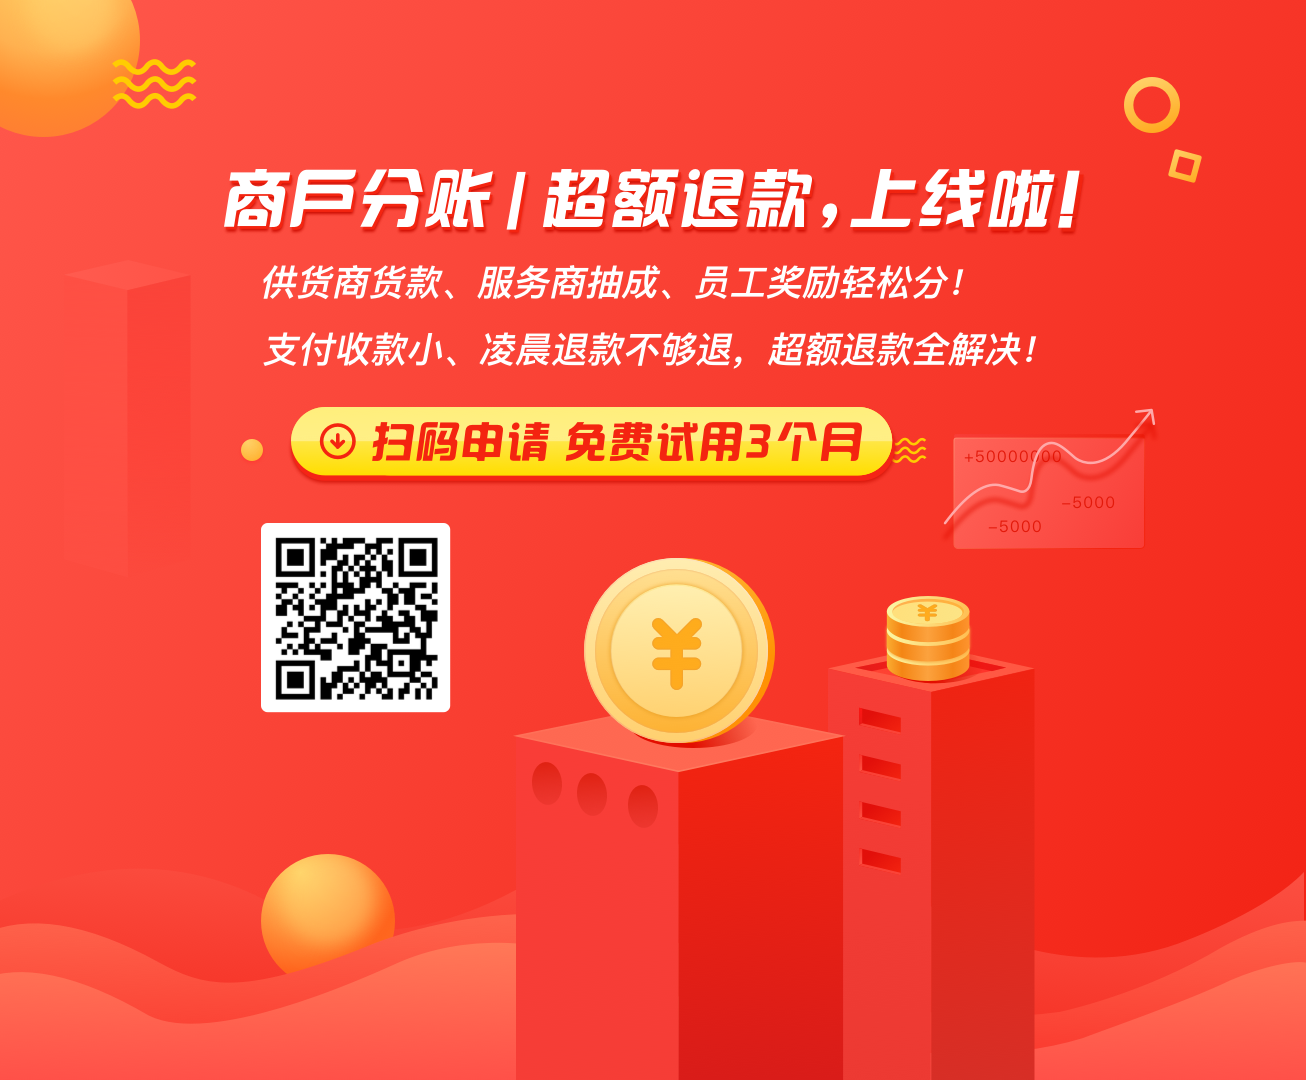 商戶分账 | 超额退款，上线啦！
供货商货款、服务商抽成、员工奖励轻松分！
支付收款小、凌晨退款不够退，超额退款全解决！
扫码申请 免费试用3个月
+50000000
-5000
-5000
¥
¥